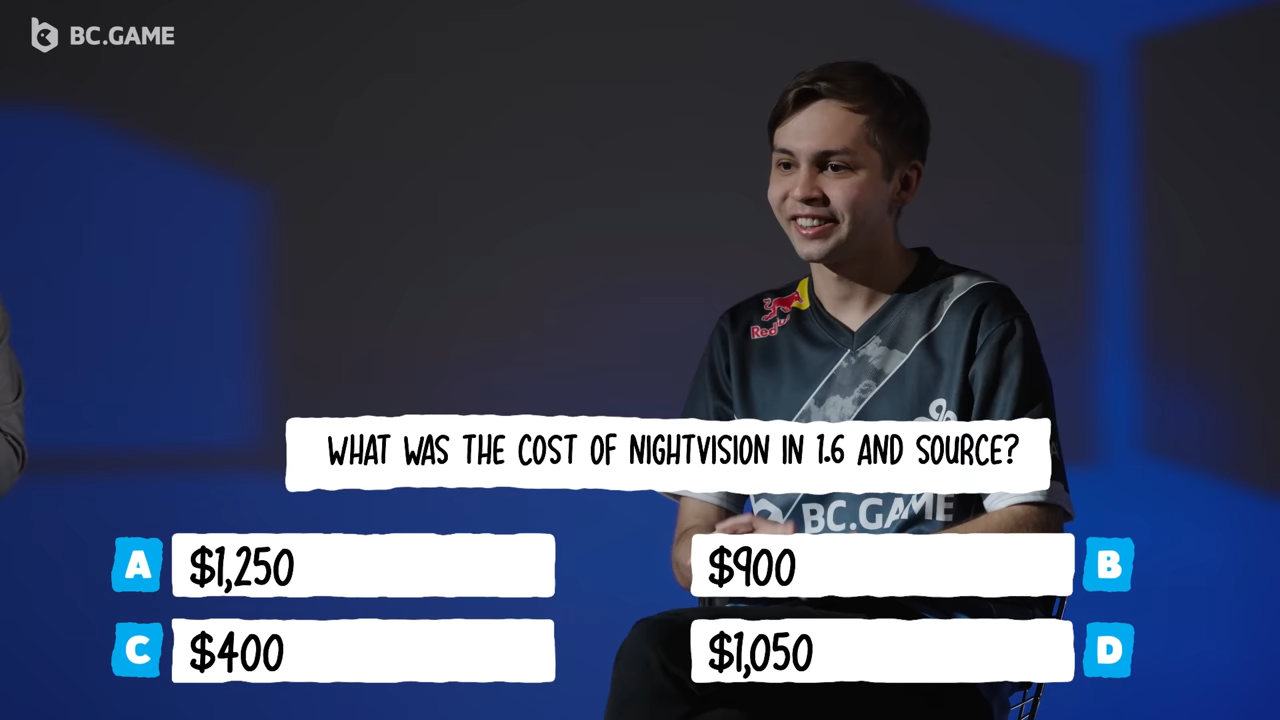 BC.GAME
Red
BC.GAME
WHAT WAS THE COST OF NIGHTVISION IN 1.6 AND SOURCE?
A $1,250
$900 B
C $400
$1,050 D